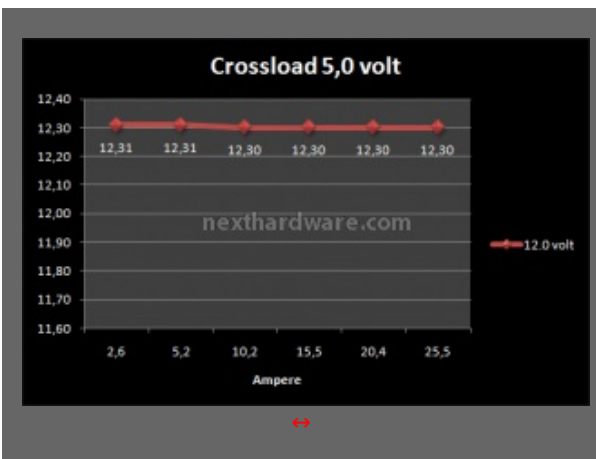 Crossload 5,0 volt
12,40
12,30
12,20
12,10
12,00
11,90
11,80
11,70
11,60
12,31 12,31 12,30 12,30 12,30 12,30
nexthardware.com
12.0 volt
2,6 5,2 10,2 15,5 20,4 25,5
Ampere